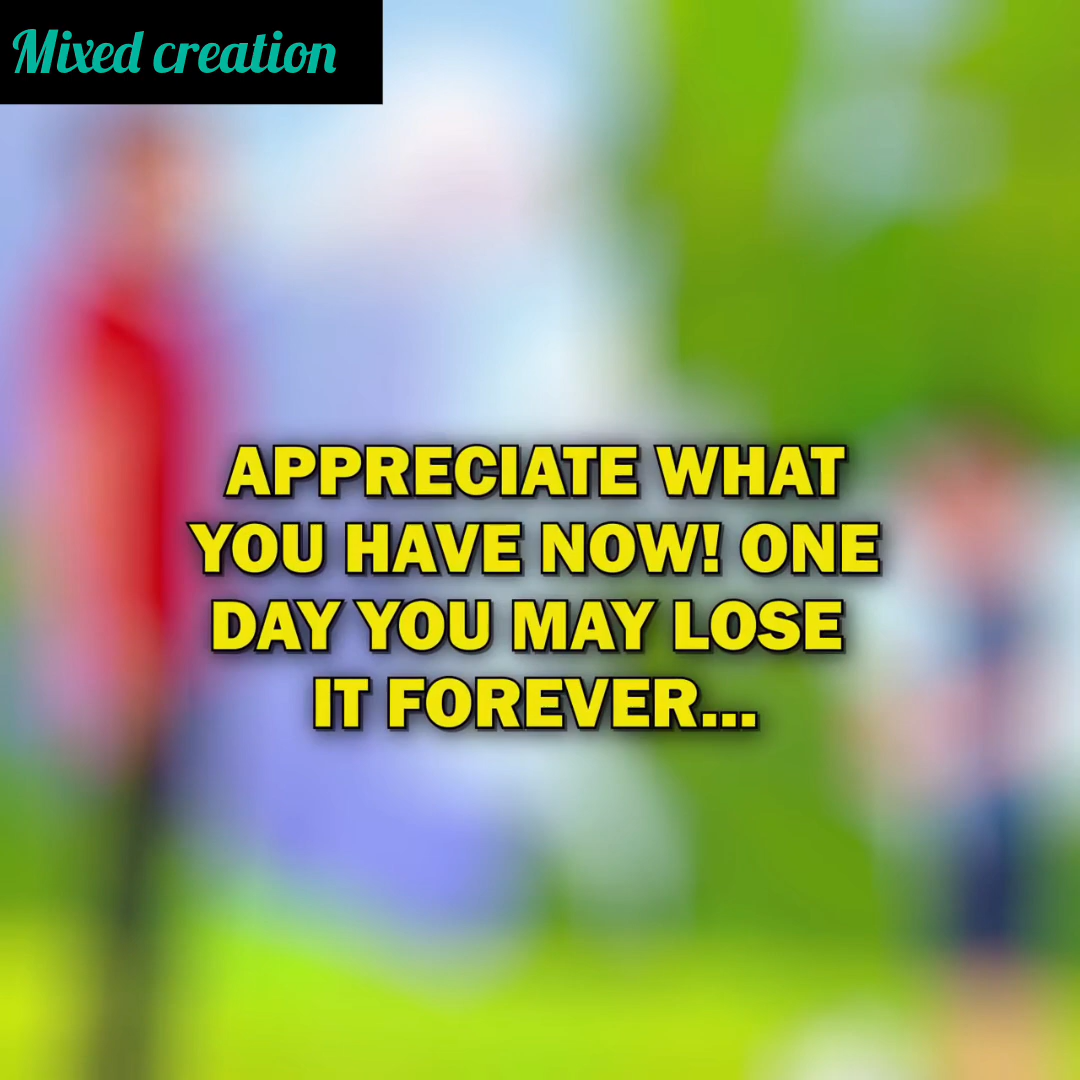 Mixed creation
APPRECIATE WHAT
YOU HAVE NOW! ONE
DAY YOU MAY LOSE
IT FOREVER...